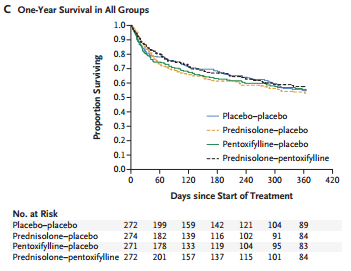 C One-Year Survival in All Groups
1.0
0.9
0.8
0.7
0.6
0.5
0.4
0.3
0.2
0.1
0.0
Proportion Surviving
Placebo–placebo
Prednisolone–placebo
Pentoxifylline–placebo
Prednisolone–pentoxifylline
0 60 120 180 240 300 360 420
Days since Start of Treatment
No. at Risk
Placebo–placebo 272 199 159 142 121 104 89
Prednisolone–placebo 274 182 139 116 102 91 84
Pentoxifylline–placebo 271 178 133 119 104 95 83
Prednisolone–pentoxifylline 272 201 157 137 115 101 84